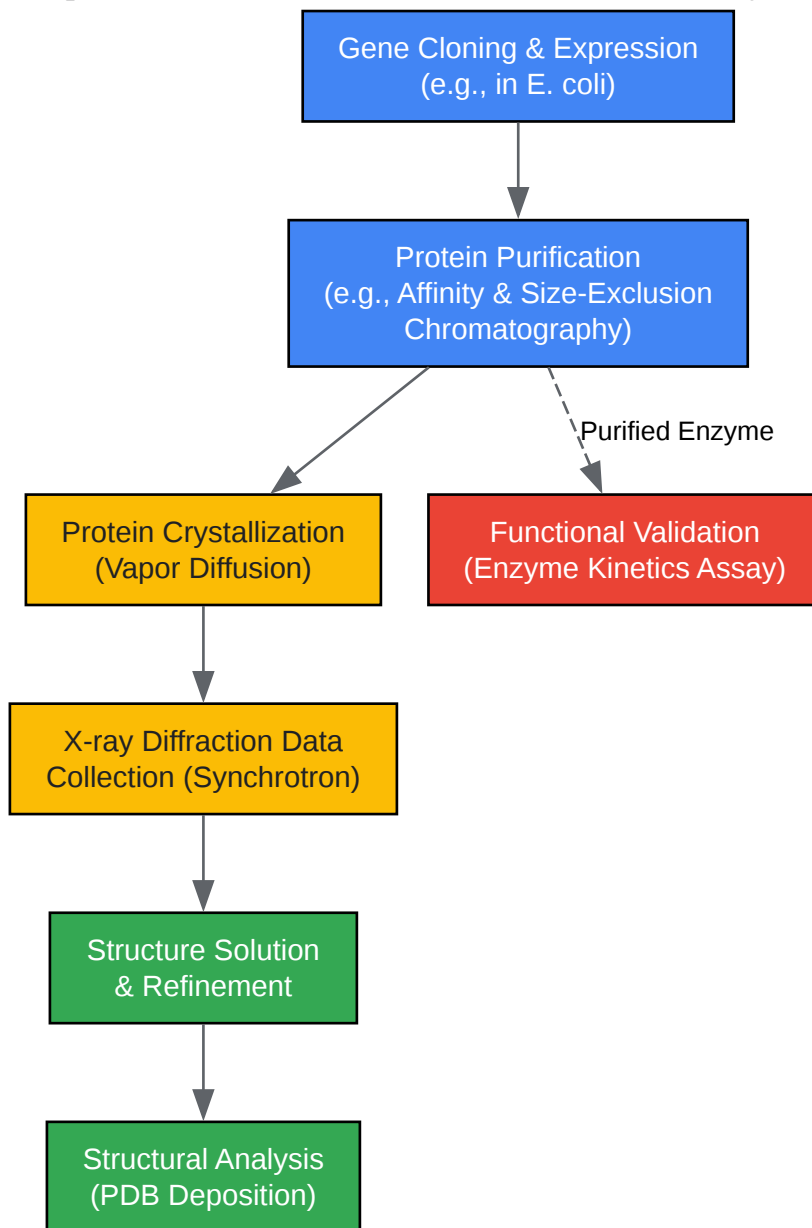 Gene Cloning & Expression
(e.g., in E. coli)
Protein Purification
(e.g., Affinity & Size-Exclusion
Chromatography)
Purified Enzyme
Protein Crystallization
(Vapor Diffusion)
Functional Validation
(Enzyme Kinetics Assay)
X-ray Diffraction Data
Collection (Synchrotron)
Structure Solution
& Refinement
Structural Analysis
(PDB Deposition)